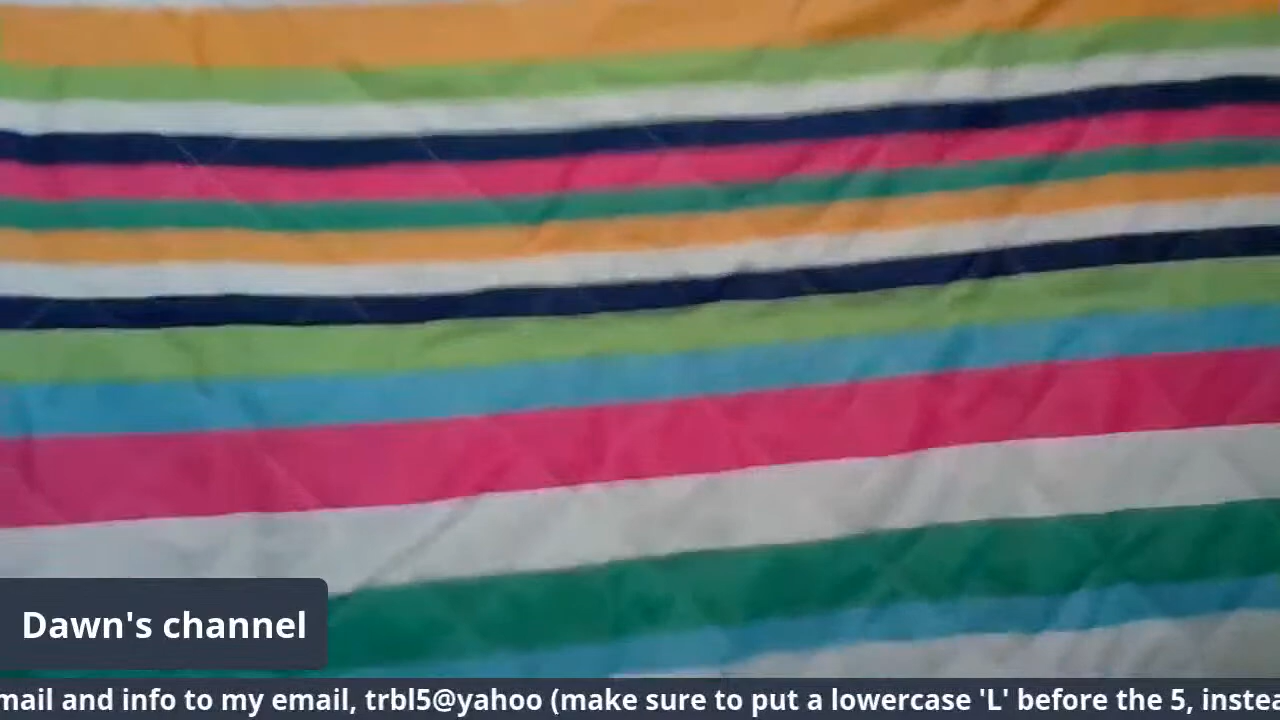 Dawn's channel
mail and info to my email, trbl5@yahoo (make sure to put a lowercase 'L' before the 5, instea